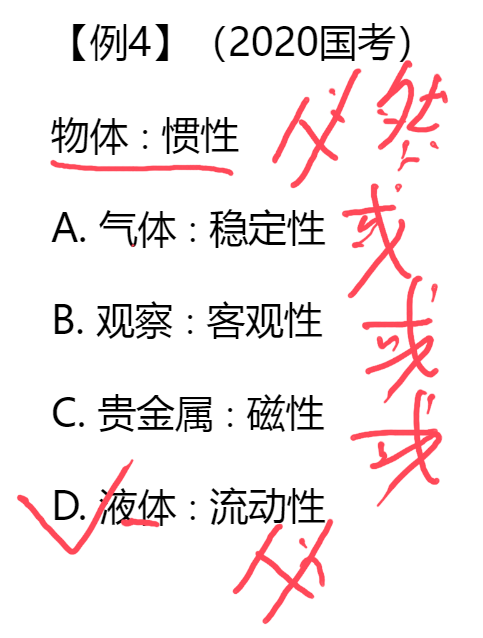 【例4】（2020国考）
物体：惯性 必然
A. 气体：稳定性 或
B. 观察：客观性 或
C. 贵金属：磁性 或
D. 液体：流动性
必